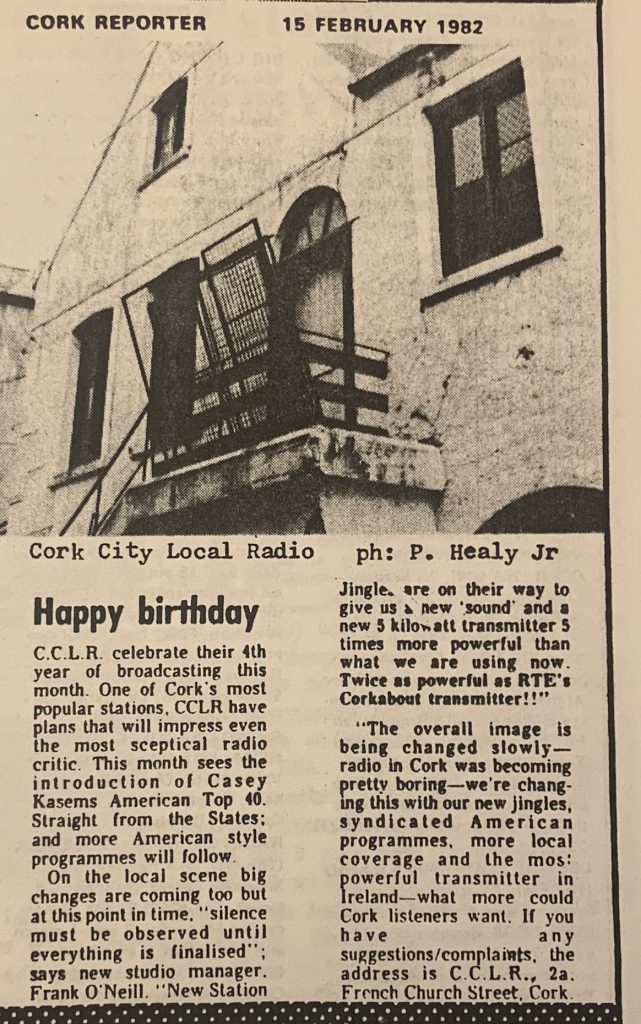 CORK REPORTER 15 FEBRUARY 1982
Cork City Local Radio ph: P. Healy Jr
Happy birthday
C.C.L.R. celebrate their 4th
year of broadcasting this
month. One of Cork's most
popular stations, CCLR have
plans that will impress even
the most sceptical radio
critic. This month sees the
introduction of Casey
Kasems American Top 40.
Straight from the States;
and more American style
programmes will follow.
On the local scene big
changes are coming too but
at this point in time, "silence
must be observed until
everything is finalised";
says new studio manager.
Frank O'Neill. "New Station
Jingles are on their way to
give us a new 'sound' and a
new 5 kilowatt transmitter 5
times more powerful than
what we are using now.
Twice as powerful as RTE's
Corkabout transmitter!!"
"The overall image is
being changed slowly—
radio in Cork was becoming
pretty boring—we're chang-
ing this with our new jingles,
syndicated American
programmes, more local
coverage and the most
powerful transmitter in
Ireland—what more could
Cork listeners want. If you
have any
suggestions/complaints, the
address is C.C.L.R., 2a.
French Church Street, Cork.